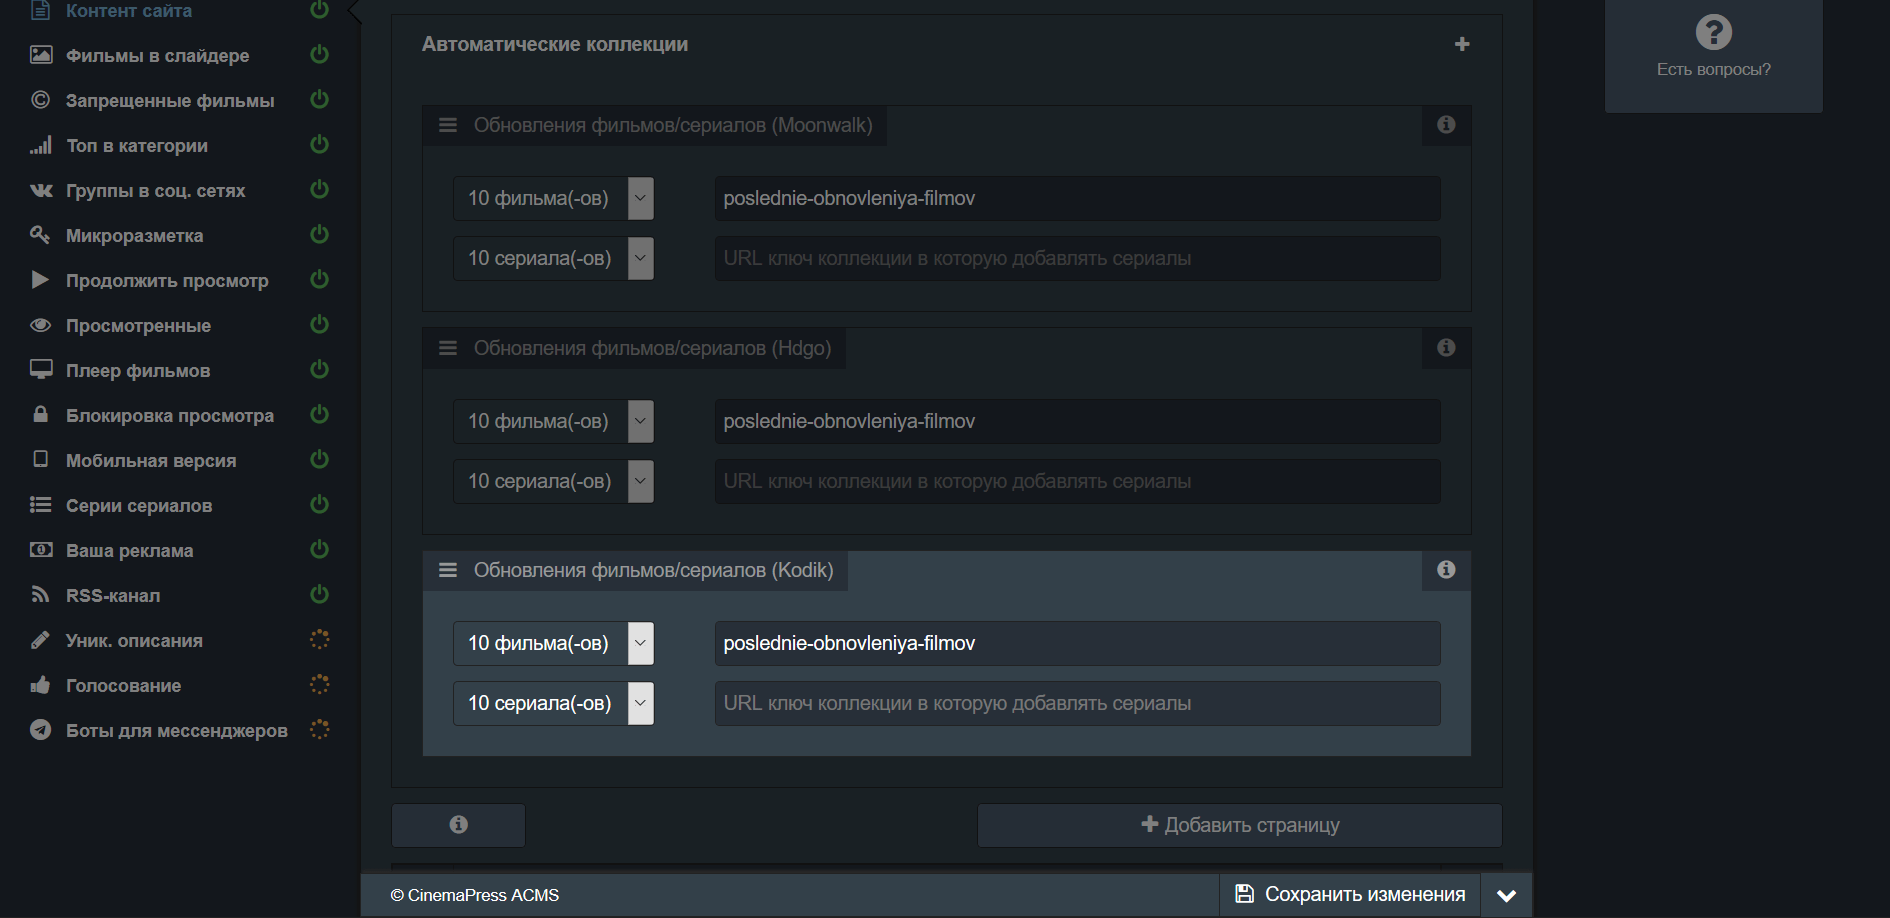 Контент сайта
Фильмы в слайдере
Запрещенные фильмы
Топ в категории
Группы в соц. сетях
Микроразметка
Продолжить просмотр
Просмотренные
Плеер фильмов
Блокировка просмотра
Мобильная версия
Серии сериалов
Ваша реклама
RSS-канал
Уник. описания
Голосование
Боты для мессенджеров
Автоматические коллекции
Обновления фильмов/сериалов (Moonwalk)
10 фильма(-ов)
poslednie-obnovleniya-filmov
10 сериала(-ов)
URL ключ коллекции в которую добавлять сериалы
Обновления фильмов/сериалов (Hdgo)
10 фильма(-ов)
poslednie-obnovleniya-filmov
10 сериала(-ов)
URL ключ коллекции в которую добавлять сериалы
Обновления фильмов/сериалов (Kodik)
10 фильма(-ов)
poslednie-obnovleniya-filmov
10 сериала(-ов)
URL ключ коллекции в которую добавлять сериалы
Добавить страницу
© CinemaPress ACMS
Сохранить изменения
Есть вопросы?